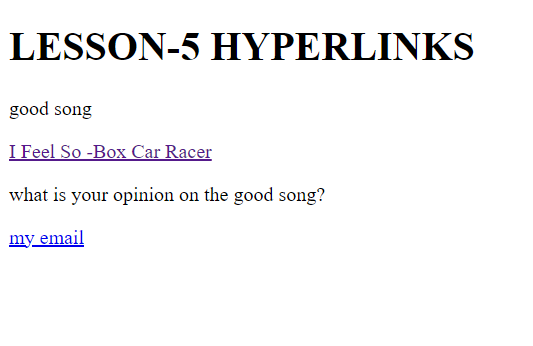 LESSON-5 HYPERLINKS
good song
I Feel So -Box Car Racer
what is your opinion on the good song?
my email